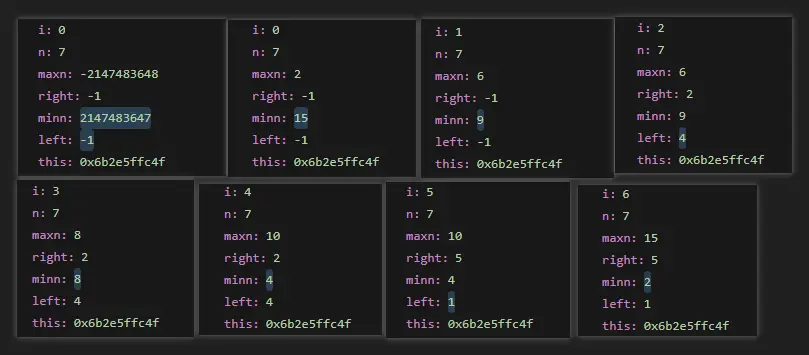 i: 0
n: 7
maxn: -2147483648
right: -1
minn: 2147483647
left: -1
this: 0x6b2e5ffc4f
i: 0
n: 7
maxn: 2
right: -1
minn: 15
left: -1
this: 0x6b2e5ffc4f
i: 1
n: 7
maxn: 6
right: -1
minn: 9
left: -1
this: 0x6b2e5ffc4f
i: 2
n: 7
maxn: 6
right: 2
minn: 9
left: 4
this: 0x6b2e5ffc4f
i: 3
n: 7
maxn: 8
right: 2
minn: 8
left: 4
this: 0x6b2e5ffc4f
i: 4
n: 7
maxn: 10
right: 2
minn: 4
left: 4
this: 0x6b2e5ffc4f
i: 5
n: 7
maxn: 10
right: 5
minn: 4
left: 1
this: 0x6b2e5ffc4f
i: 6
n: 7
maxn: 15
right: 5
minn: 2
left: 1
this: 0x6b2e5ffc4f